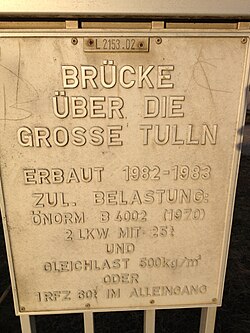 L 2153.02
BRÜCKE
ÜBER DIE
GROSSE TULLN
ERBAUT 1982-1983
ZUL. BELASTUNG:
ÖNORM B 4002 (1970)
2 LKW MIT 25t
UND
GLEICHLAST 500kg/m²
ODER
1 RFZ 60t IM ALLEINGANG